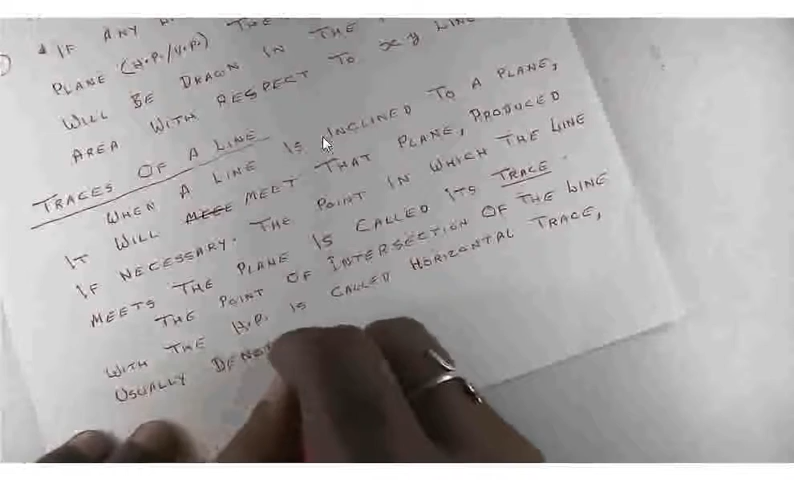 IF ANY
PLANE (H.P./V.P.) THE
WILL BE DRAWN IN THE
AREA WITH RESPECT TO xy LINE
TRACES OF A LINE
WHEN A LINE IS INCLINED TO A PLANE,
IT WILL MEET THAT PLANE, PRODUCED
IF NECESSARY. THE POINT IN WHICH THE LINE
MEETS THE PLANE IS CALLED ITS TRACE.
THE POINT OF INTERSECTION OF THE LINE
WITH THE H.P. IS CALLED HORIZONTAL TRACE,
USUALLY DENOT